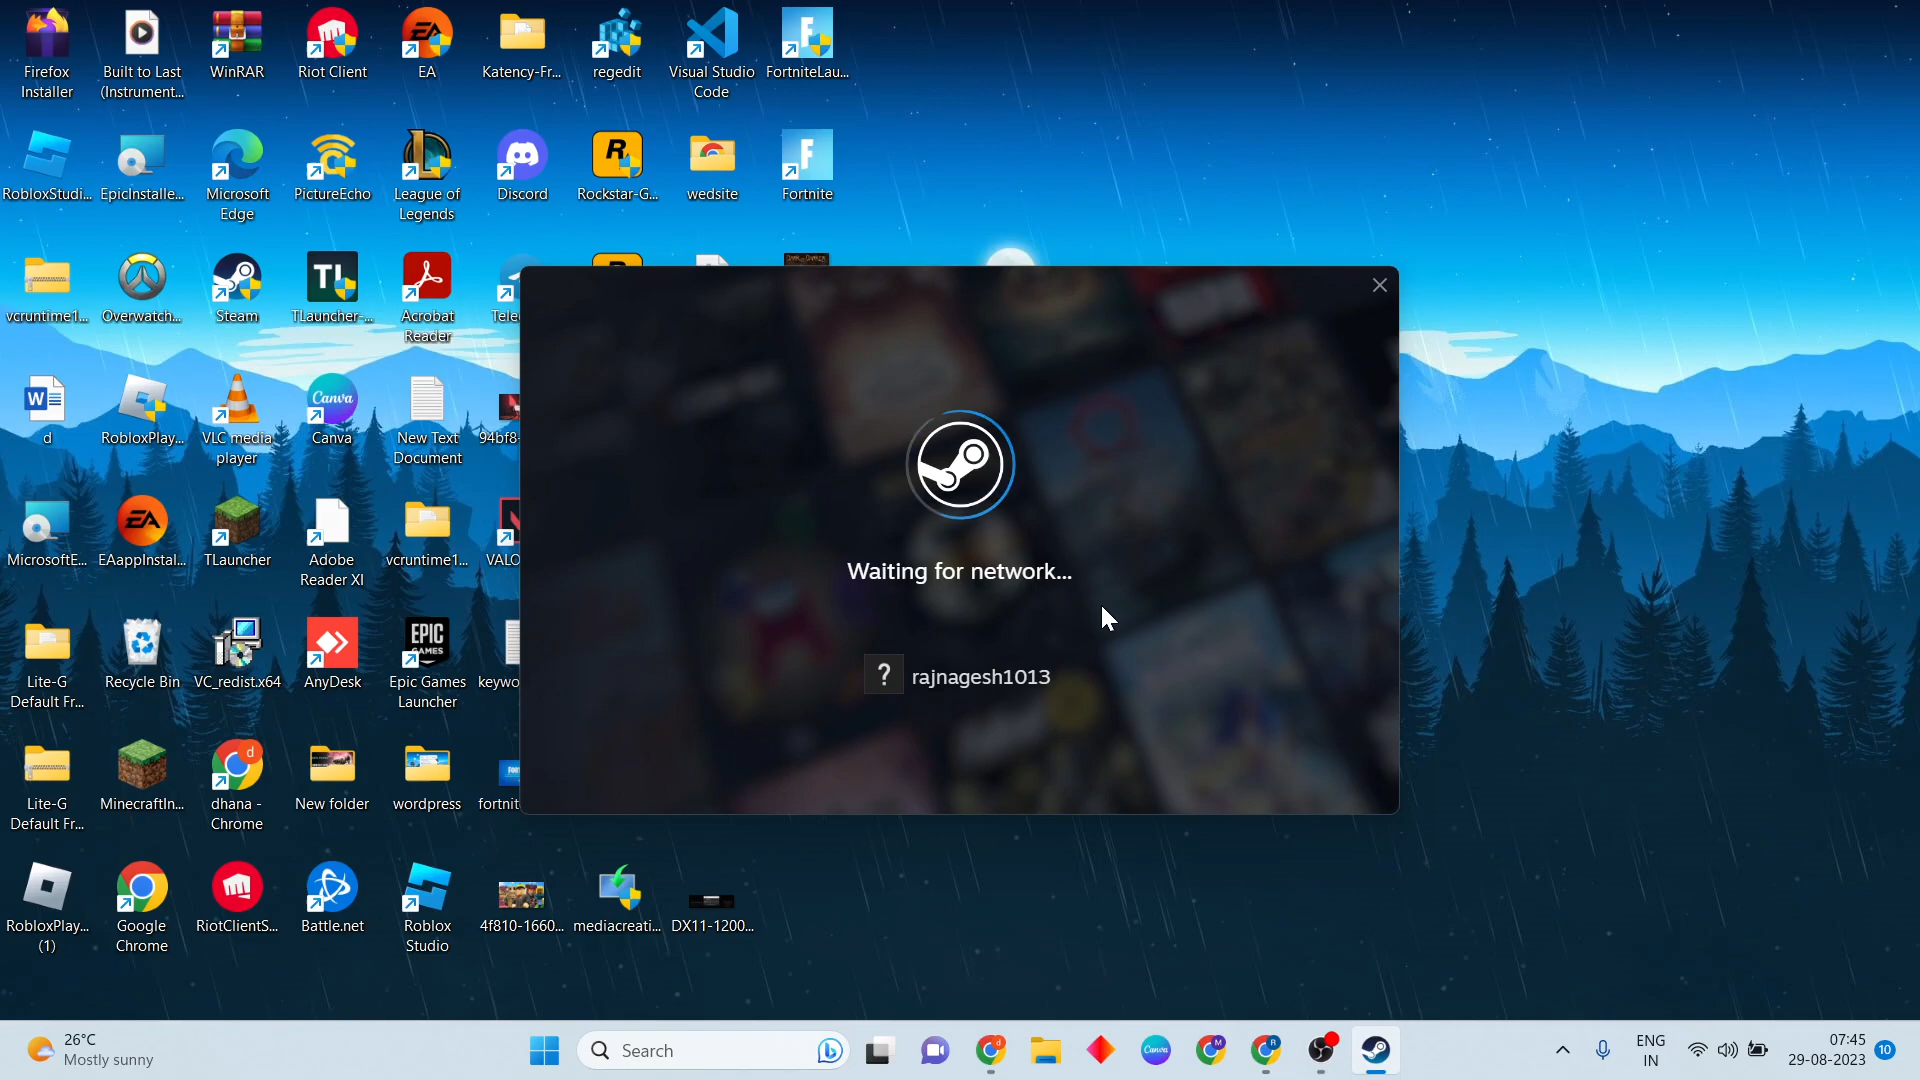 Firefox
Installer
Built to Last
(Instrument...
WinRAR
Riot Client
EA
Katency-Fr...
regedit
Visual Studio
Code
FortniteLau...
RobloxStudi...
EpicInstalle...
Microsoft
Edge
PictureEcho
League of
Legends
Discord
Rockstar-G...
wedsite
Fortnite
vcruntime1...
Overwatch...
Steam
TLauncher-...
Acrobat
Reader
Tele
d
RobloxPlay...
VLC media
player
Canva
New Text
Document
94bf8-
MicrosoftE...
EAappInstal...
TLauncher
Adobe
Reader XI
vcruntime1...
VALO
Lite-G
Default Fr...
Recycle Bin
VC_redist.x64
AnyDesk
Epic Games
Launcher
keywo
Lite-G
Default Fr...
MinecraftIn...
dhana -
Chrome
New folder
wordpress
fortnit
RobloxPlay...
(1)
Google
Chrome
RiotClientS...
Battle.net
Roblox
Studio
4f810-1660...
mediacreati...
DX11-1200...
Waiting for network...
? rajnagesh1013
26°C
Mostly sunny
Search
ENG
IN
07:45
29-08-2023
10